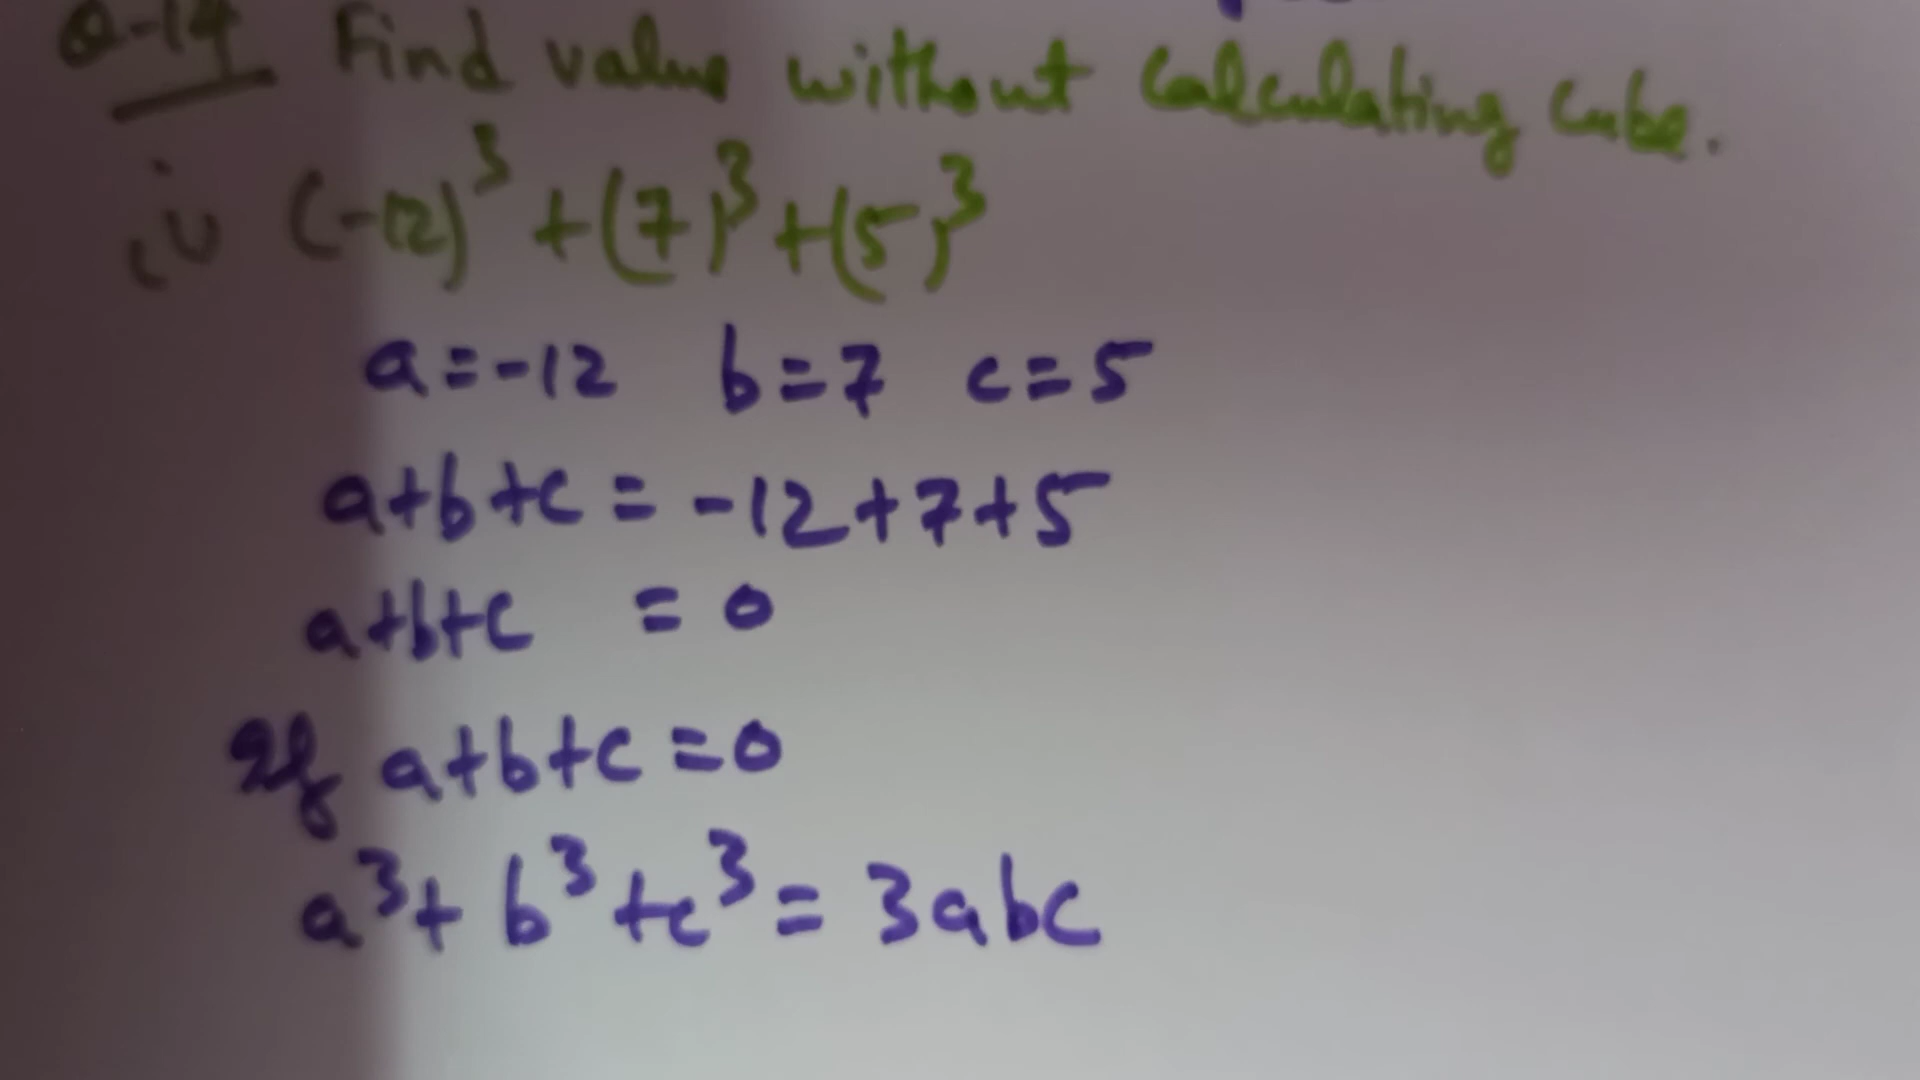 Q-14 Find value without calculating cube.
i) (-12)³+(7)³+(5)³
a=-12 b=7 c=5
a+b+c = -12+7+5
a+b+c = 0
If a+b+c=0
a³+b³+c³=3abc